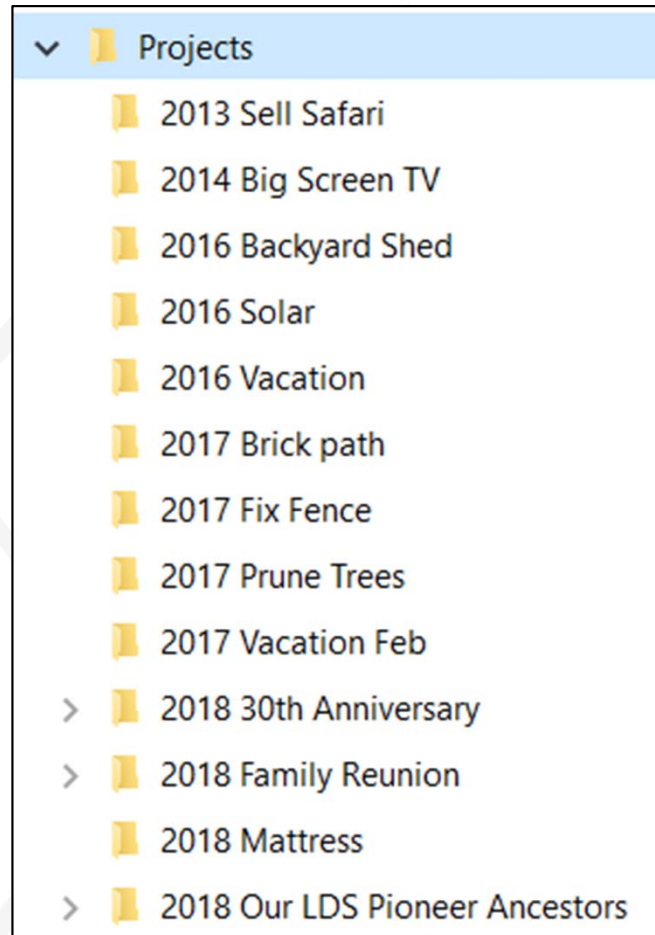 Projects
2013 Sell Safari
2014 Big Screen TV
2016 Backyard Shed
2016 Solar
2016 Vacation
2017 Brick path
2017 Fix Fence
2017 Prune Trees
2017 Vacation Feb
2018 30th Anniversary
2018 Family Reunion
2018 Mattress
2018 Our LDS Pioneer Ancestors